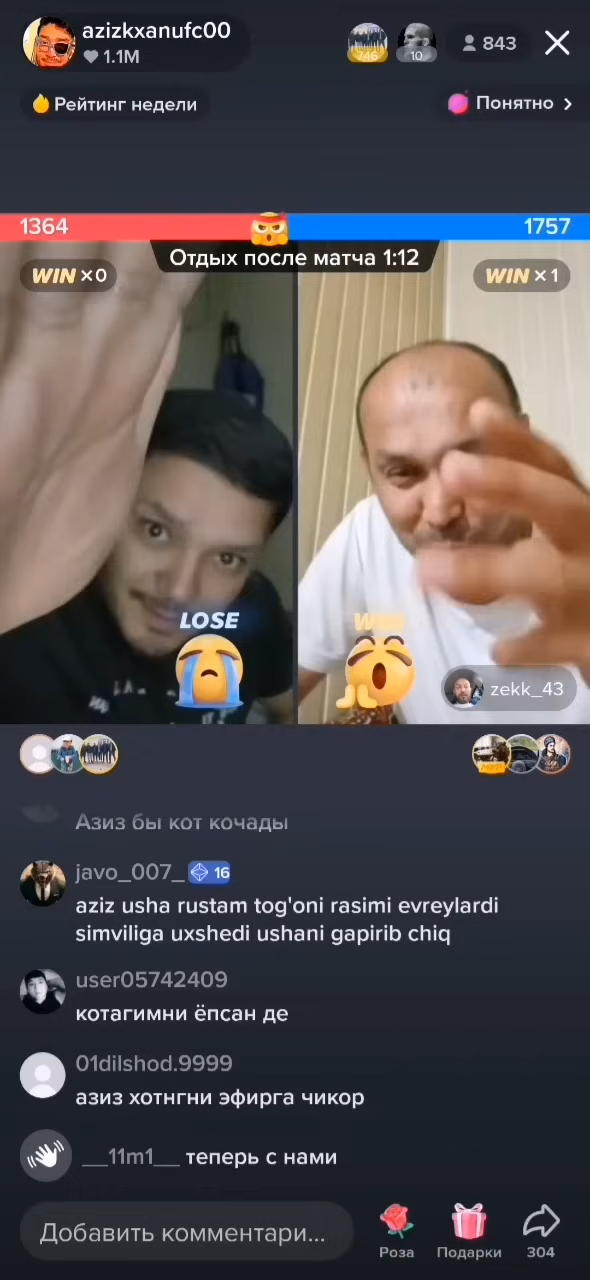 azizkxanufc00
1.1M
746
10
843
Рейтинг недели
Понятно
1364
1757
Отдых после матча 1:12
WIN ×0
WIN ×1
LOSE
WIN
zekk_43
Азиз бы кот кочады
javo_007_ 16
aziz usha rustam tog'oni rasimi evreylardi
simviliga uxshedi ushani gapirib chiq
user05742409
котагимни ёпсан де
01dilshod.9999
азиз хотнгни эфирга чикор
__11m1__ теперь с нами
Добавить комментари...
Роза
Подарки
304